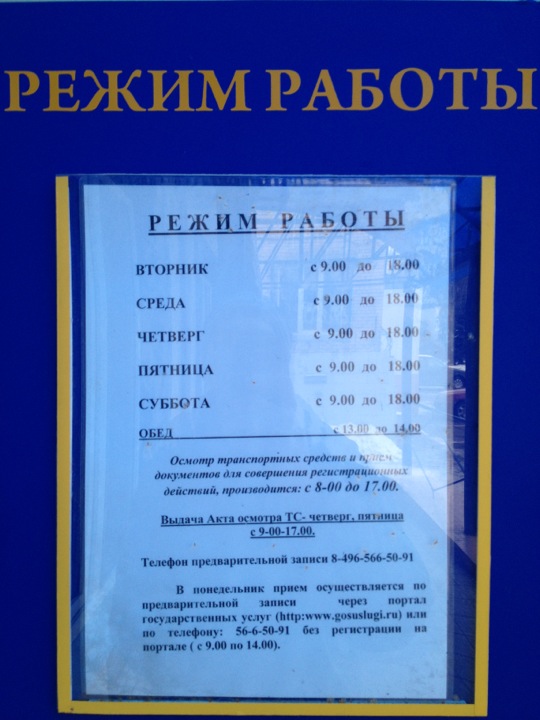 РЕЖИМ РАБОТЫ
РЕЖИМ РАБОТЫ
ВТОРНИК с 9.00 до 18.00
СРЕДА с 9.00 до 18.00
ЧЕТВЕРГ с 9.00 до 18.00
ПЯТНИЦА с 9.00 до 18.00
СУББОТА с 9.00 до 18.00
ОБЕД с 13.00 до 14.00
Осмотр транспортных средств и прием
документов для совершения регистрационных
действий, производится: с 8-00 до 17.00.
Выдача Акта осмотра ТС- четверг, пятница
с 9-00-17.00.
Телефон предварительной записи 8-496-566-50-91
В понедельник прием осуществляется по
предварительной записи через портал
государственных услуг (http:www.gosuslugi.ru) или
по телефону: 56-6-50-91 без регистрации на
портале ( с 9.00 по 14.00).